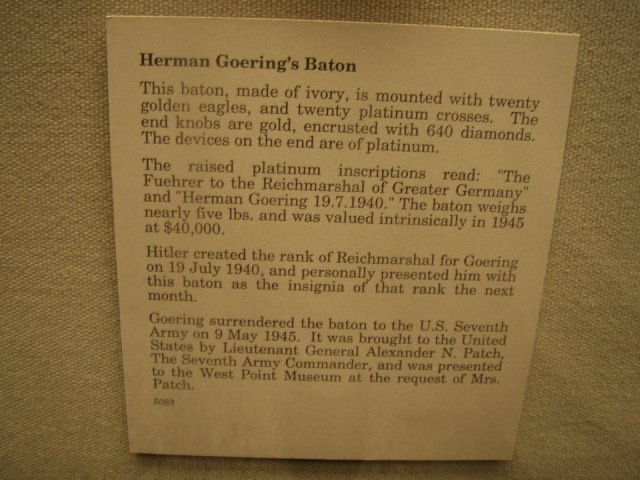 Herman Goering's Baton
This baton, made of ivory, is mounted with twenty
golden eagles, and twenty platinum crosses. The
end knobs are gold, encrusted with 640 diamonds.
The devices on the end are of platinum.
The raised platinum inscriptions read: "The
Fuehrer to the Reichmarshal of Greater Germany"
and "Herman Goering 19.7.1940." The baton weighs
nearly five lbs. and was valued intrinsically in 1945
at $40,000.
Hitler created the rank of Reichmarshal for Goering
on 19 July 1940, and personally presented him with
this baton as the insignia of that rank the next
month.
Goering surrendered the baton to the U.S. Seventh
Army on 9 May 1945. It was brought to the United
States by Lieutenant General Alexander N. Patch,
The Seventh Army Commander, and was presented
to the West Point Museum at the request of Mrs.
Patch.
5083